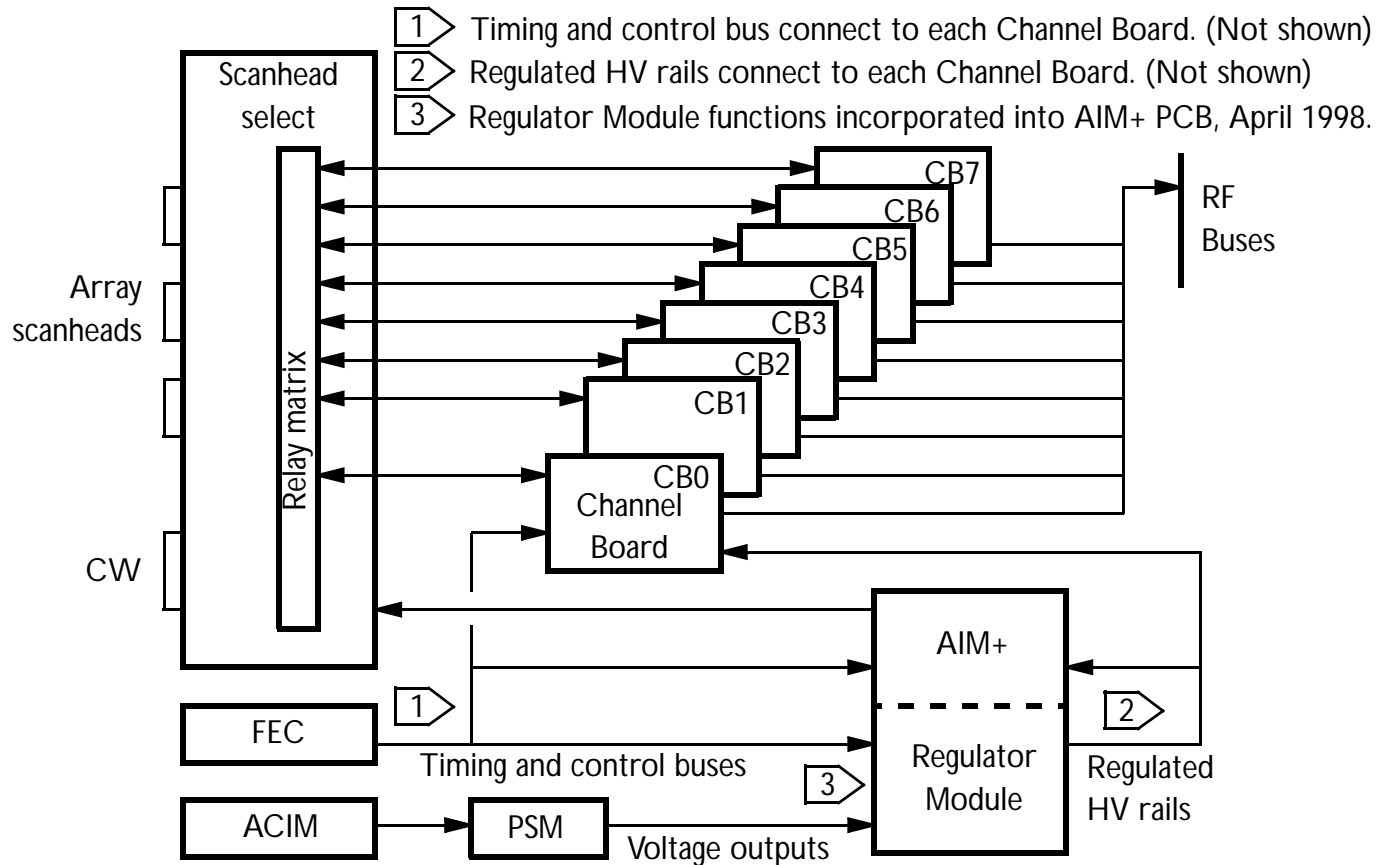 1 Timing and control bus connect to each Channel Board. (Not shown)
2 Regulated HV rails connect to each Channel Board. (Not shown)
3 Regulator Module functions incorporated into AIM+ PCB, April 1998.
Scanhead
select
Relay matrix
Array
scanheads
CW
CB7
CB6
CB5
CB4
CB3
CB2
CB1
CB0
Channel
Board
RF
Buses
AIM+
1
2
FEC
Timing and control buses
Regulator
Module
3
Regulated
HV rails
ACIM
PSM
Voltage outputs